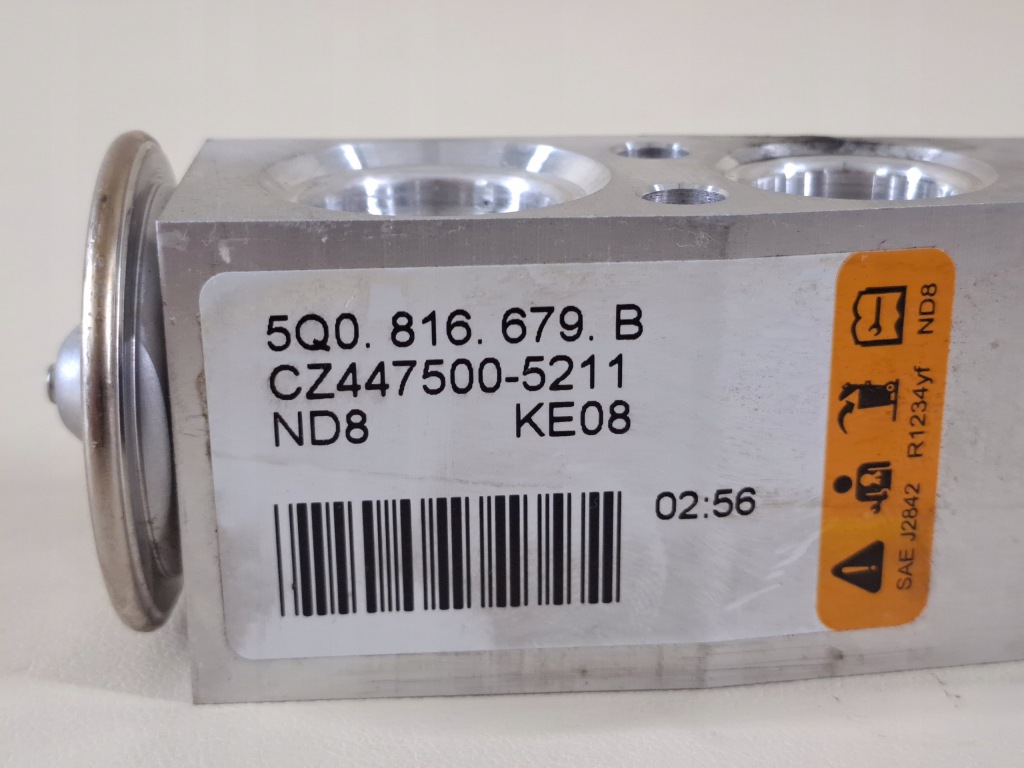 5Q0. 816. 679. B
CZ447500-5211
ND8 KE08
02:56
SAE J2842 R1234yf ND8